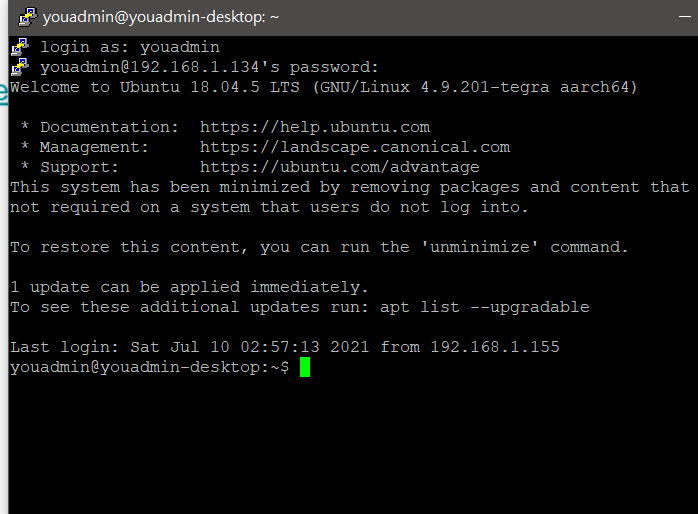 youadmin@youadmin-desktop: ~
login as: youadmin
youadmin@192.168.1.134's password:
Welcome to Ubuntu 18.04.5 LTS (GNU/Linux 4.9.201-tegra aarch64)
* Documentation:  https://help.ubuntu.com
* Management:     https://landscape.canonical.com
* Support:        https://ubuntu.com/advantage
This system has been minimized by removing packages and content that
not required on a system that users do not log into.
To restore this content, you can run the 'unminimize' command.
1 update can be applied immediately.
To see these additional updates run: apt list --upgradable
Last login: Sat Jul 10 02:57:13 2021 from 192.168.1.155
youadmin@youadmin-desktop:~$